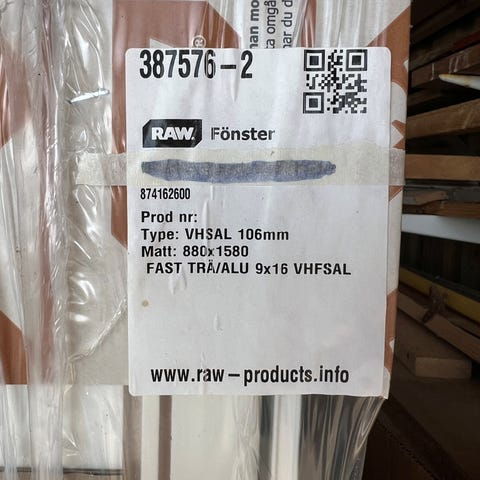 387576-2
RAW. Fönster
874162600
Prod nr:
Type: VHSAL 106mm
Matt: 880x1580
FAST TRÄ/ALU 9x16 VHFSAL
www.raw-products.info